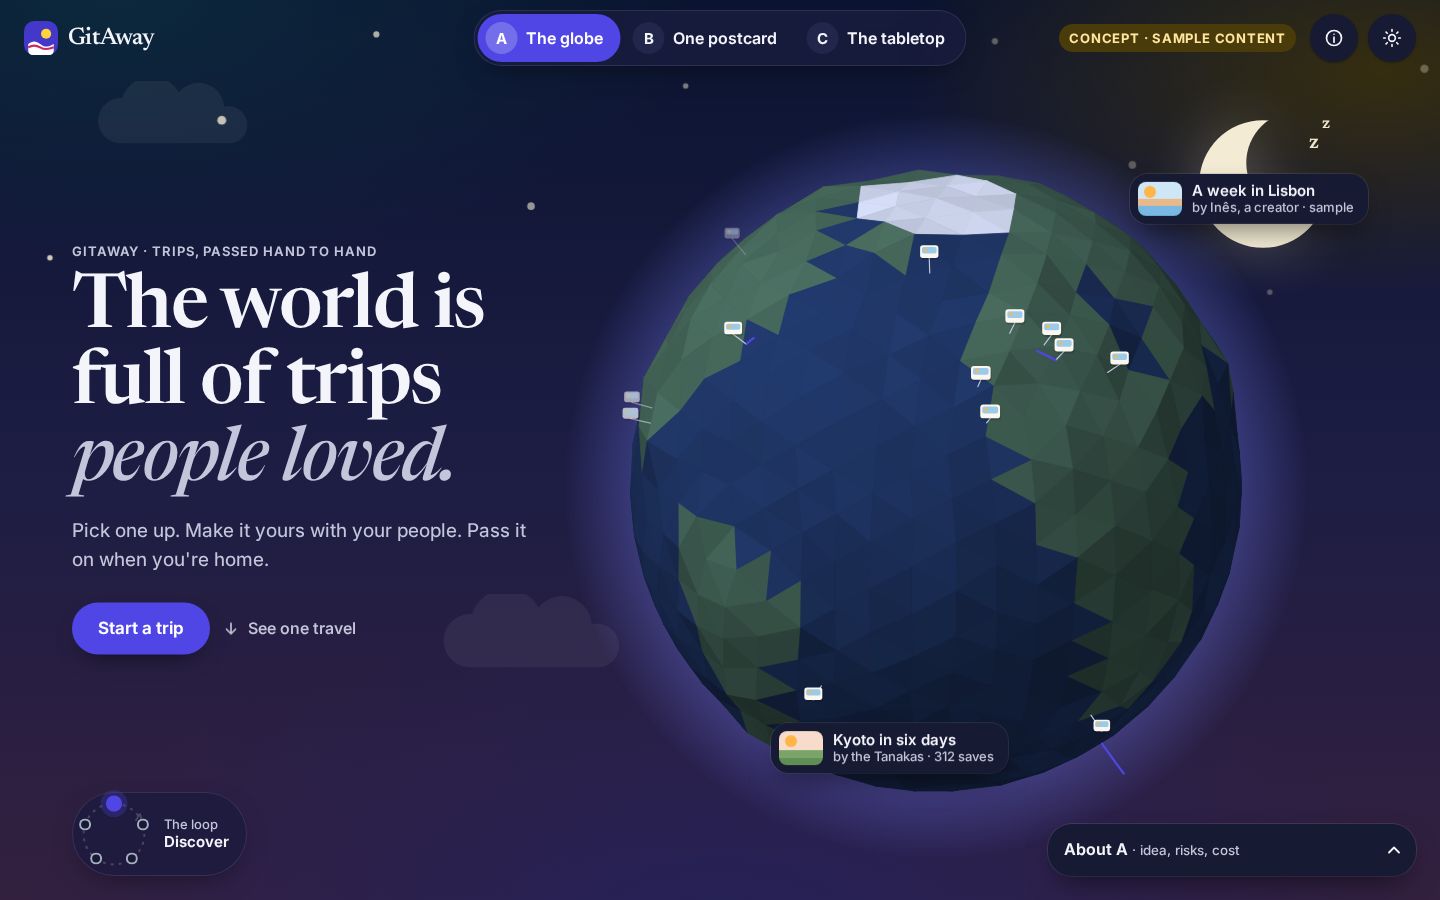 GitAway
A The globe
B One postcard
C The tabletop
CONCEPT · SAMPLE CONTENT
z
z
A week in Lisbon
by Inês, a creator · sample
GITAWAY · TRIPS, PASSED HAND TO HAND
The world is
full of trips
people loved.
Pick one up. Make it yours with your people. Pass it
on when you're home.
Start a trip
↓ See one travel
Kyoto in six days
by the Tanakas · 312 saves
The loop
Discover
About A · idea, risks, cost